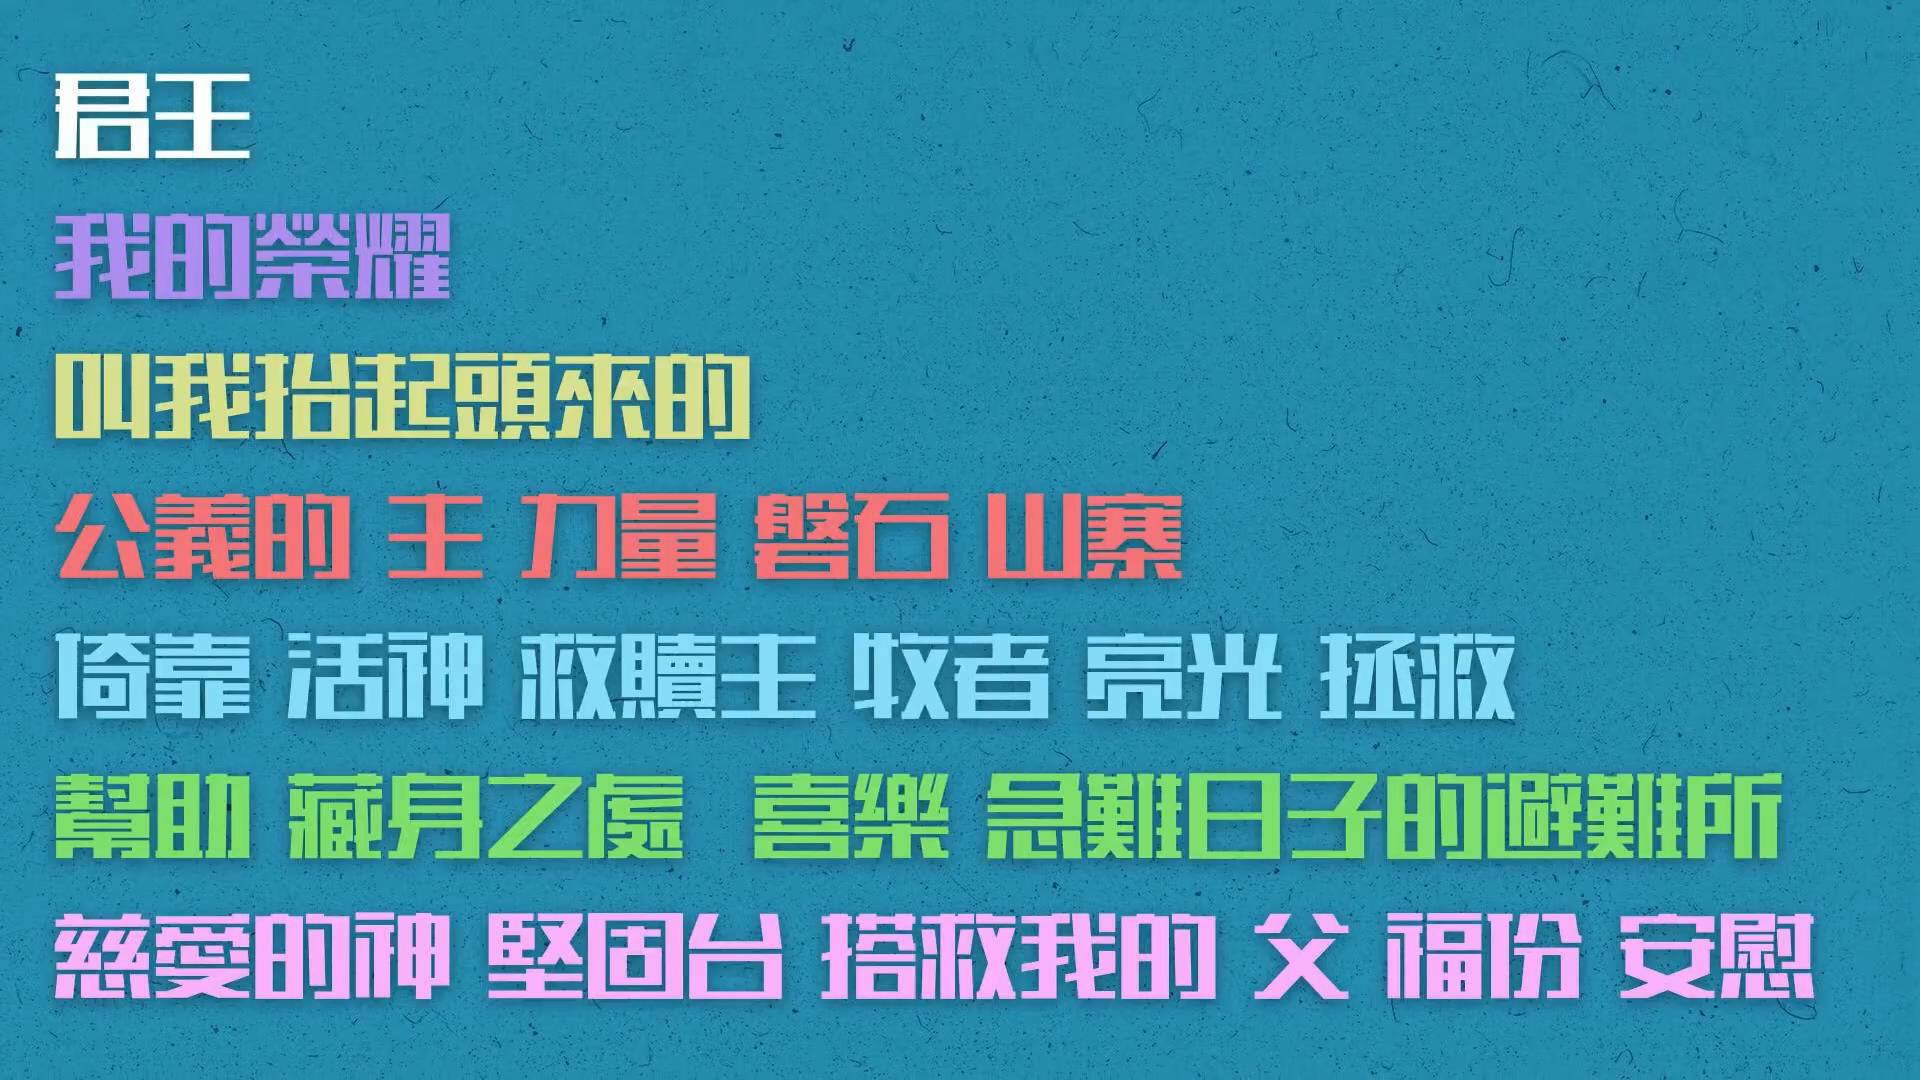 君王
我的榮耀
叫我抬起頭來的
公義的 主 力量 磐石 山寨
倚靠 活神 救贖主 牧者 亮光 拯救
幫助 藏身之處 喜樂 急難日子的避難所
慈愛的神 堅固台 搭救我的 父 福份 安慰